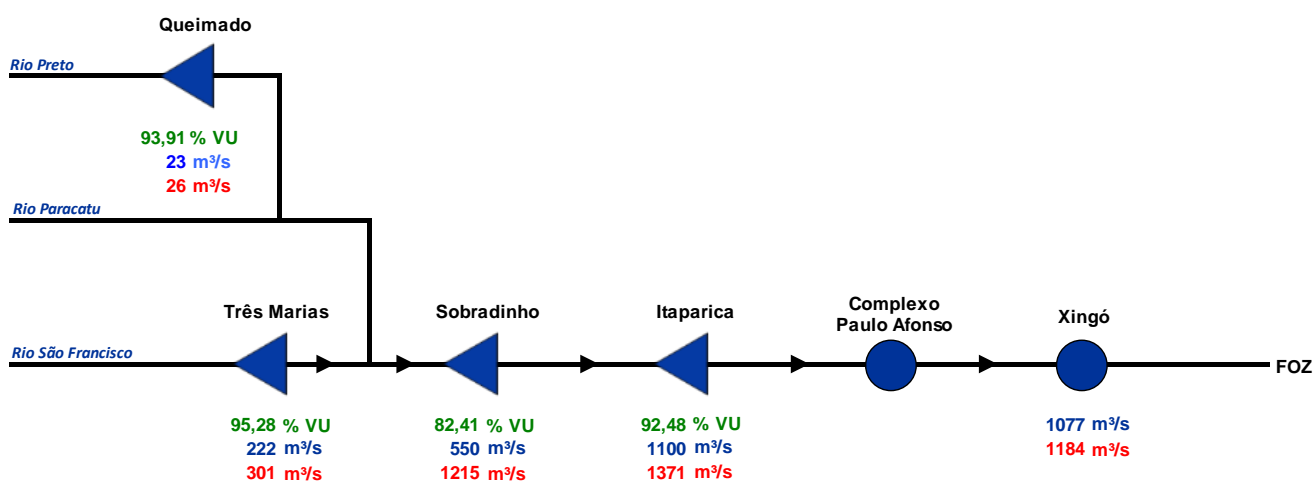 Queimado
Rio Preto
93,91 % VU
23 m³/s
26 m³/s
Rio Paracatu
Três Marias
Sobradinho
Itaparica
Complexo
Paulo Afonso
Xingó
Rio São Francisco
FOZ
95,28 % VU
222 m³/s
301 m³/s
82,41 % VU
550 m³/s
1215 m³/s
92,48 % VU
1100 m³/s
1371 m³/s
1077 m³/s
1184 m³/s